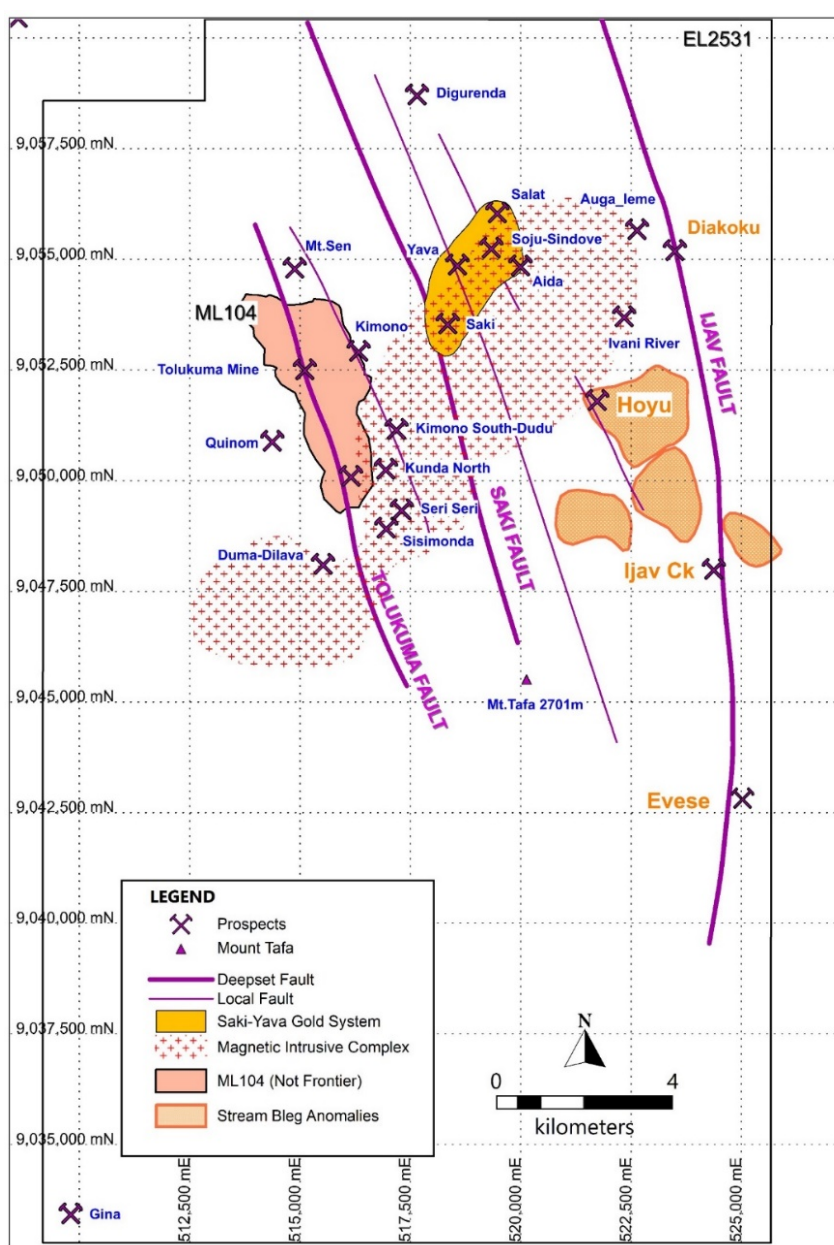 EL2531
Digurenda
9,057,500 mN
Salat
Auga_Ieme
Diakoku
Mt.Sen
Yava
Soju-Sindove
9,055,000 mN
Aida
ML104
Kimono
Saki
Ivani River
IJAV FAULT
9,052,500 mN
Tolukuma Mine
Hoyu
Quinom
Kimono South-Dudu
Kunda North
9,050,000 mN
SAKI FAULT
Seri Seri
Sisimonda
Duma-Dilava
Ijav Ck
9,047,500 mN
TOLUKUMA FAULT
9,045,000 mN
Mt.Tafa 2701m
Evese
9,042,500 mN
LEGEND
Prospects
Mount Tafa
Deepset Fault
Local Fault
Saki-Yava Gold System
Magnetic Intrusive Complex
ML104 (Not Frontier)
Stream Bleg Anomalies
9,040,000 mN
9,037,500 mN
N
0 4
kilometers
9,035,000 mN
512,500 mE
515,000 mE
517,500 mE
520,000 mE
522,500 mE
525,000 mE
Gina